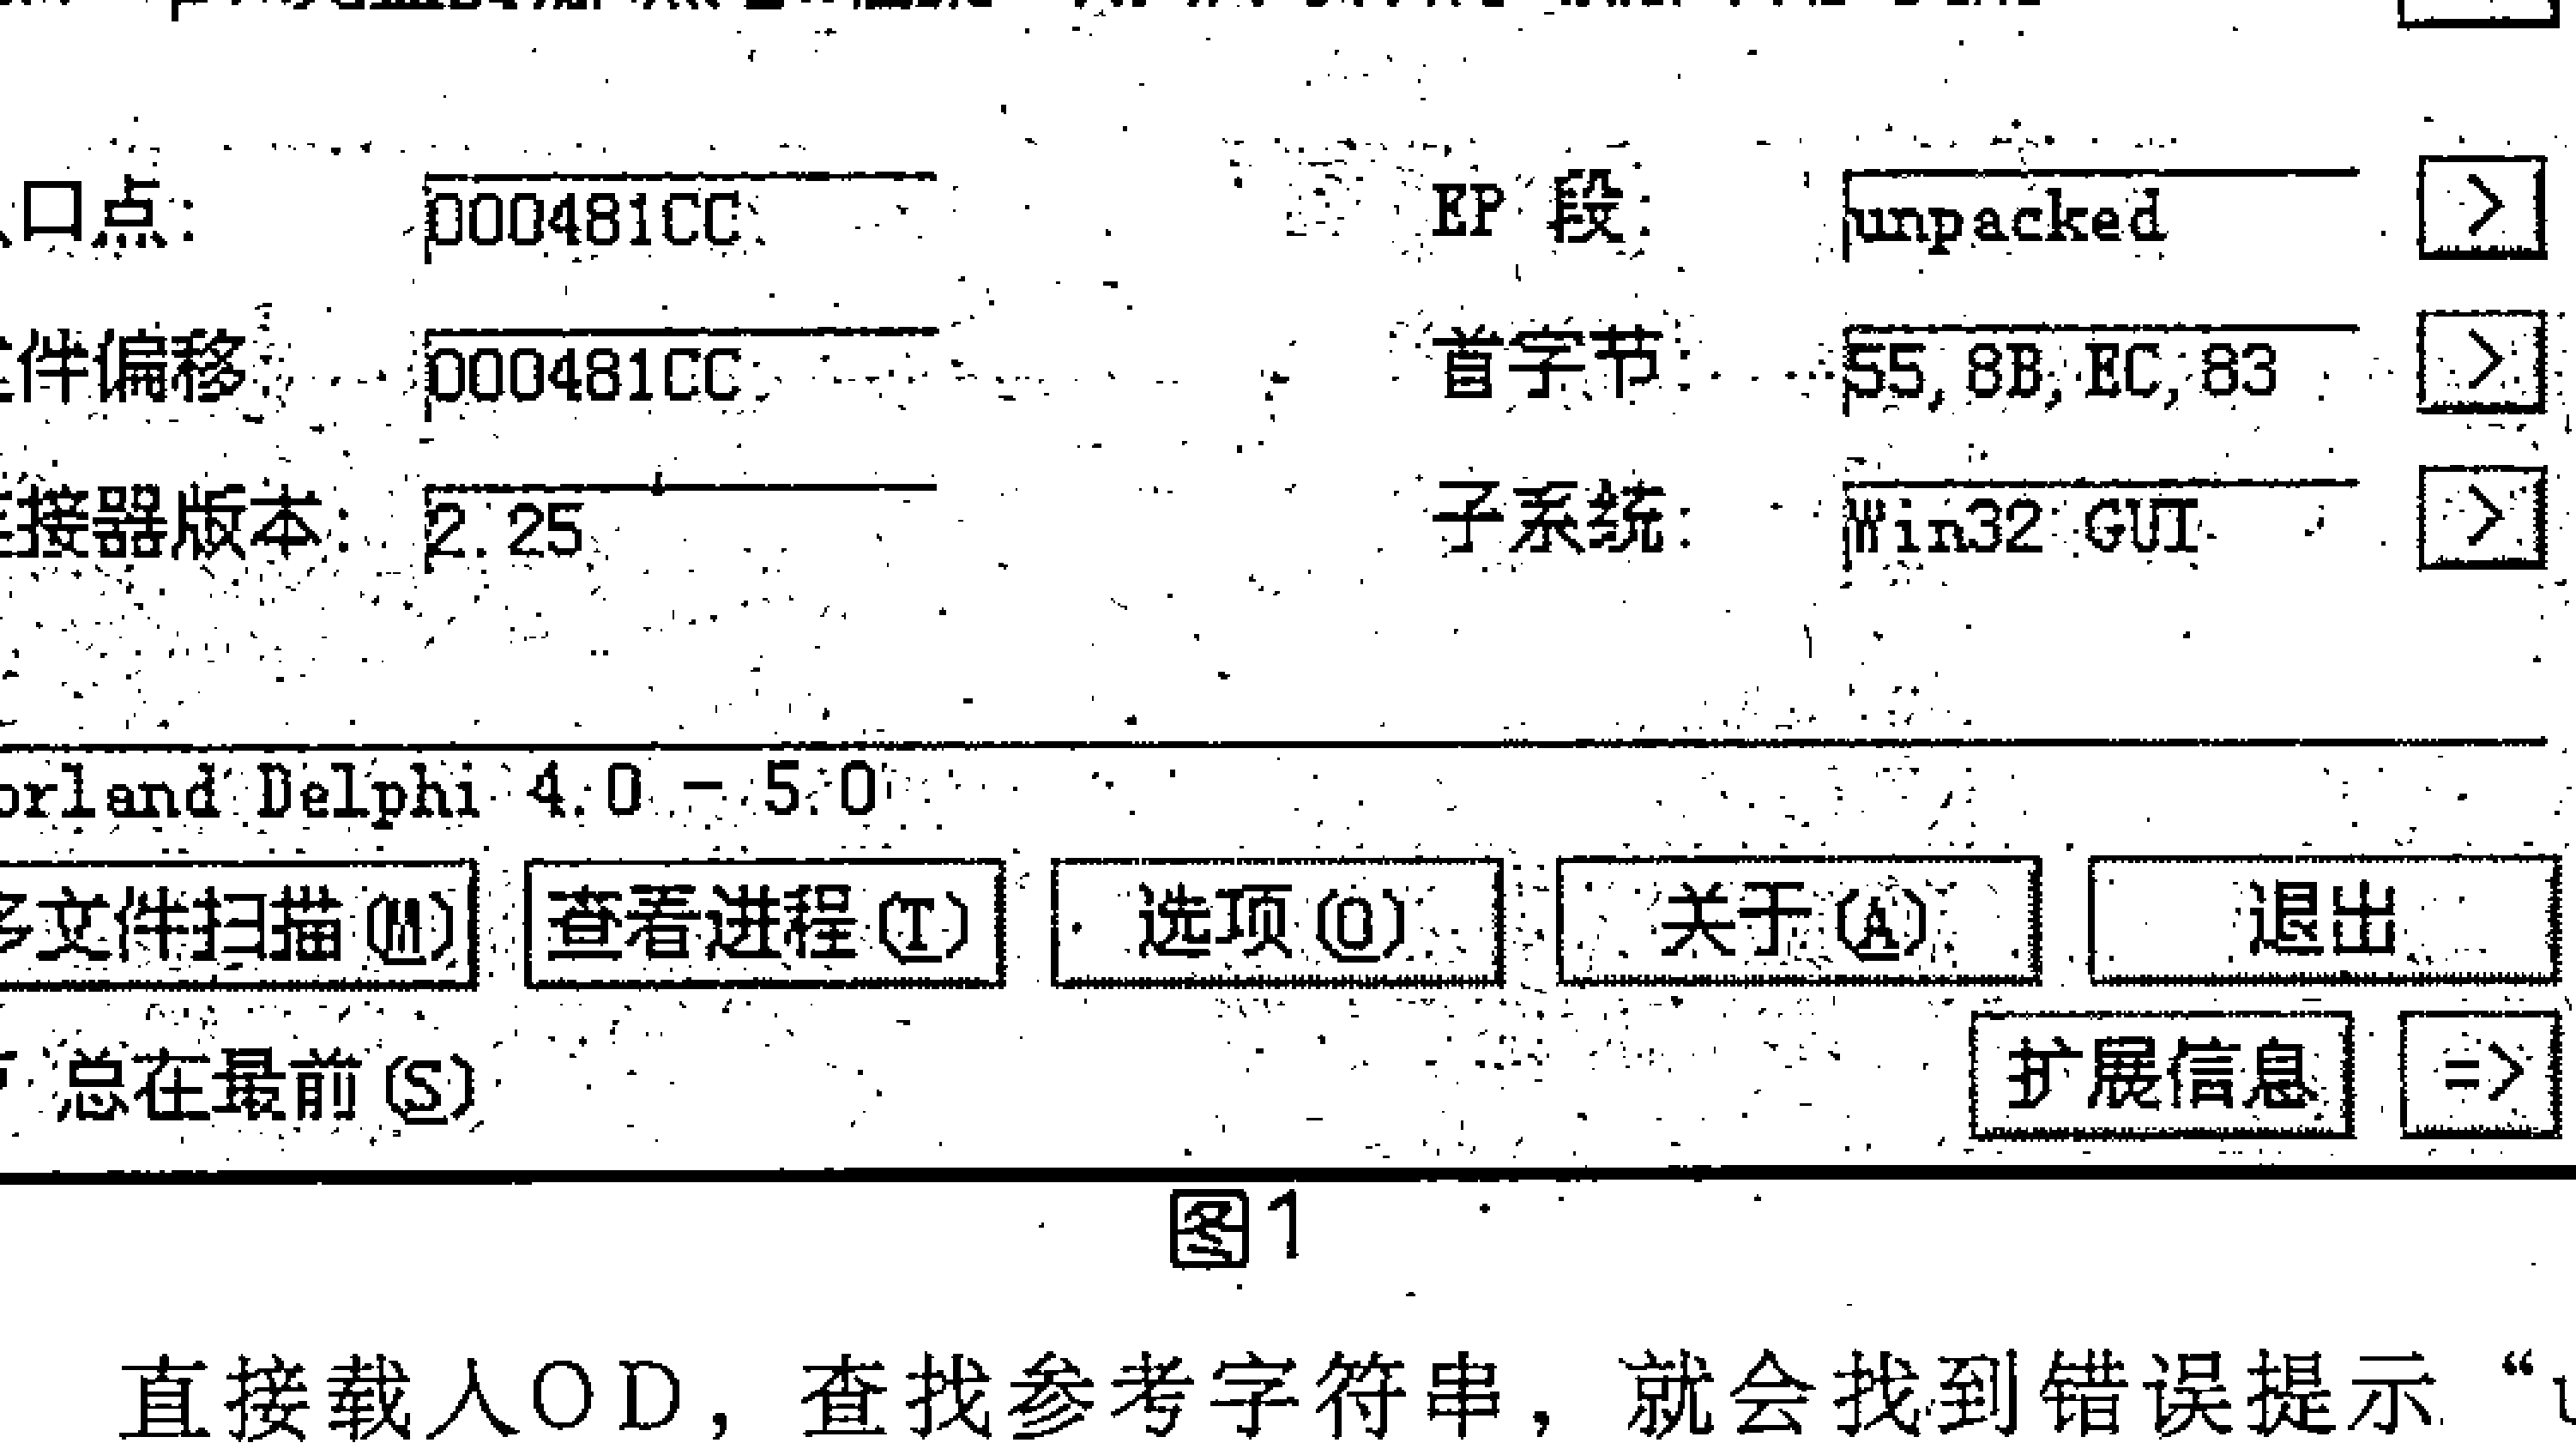 口点: 000481CC EP 段: unpacked >
件偏移: 000481CC 首字节: 55,8B,EC,83 >
接器版本: 2.25 子系统: Win32 GUI >
orland Delphi 4.0 - 5.0
多文件扫描(M) 查看进程(T) 选项(O) 关于(A) 退出
总在最前(S) 扩展信息 =>
图1
直接载入OD，查找参考字符串，就会找到错误提示“u